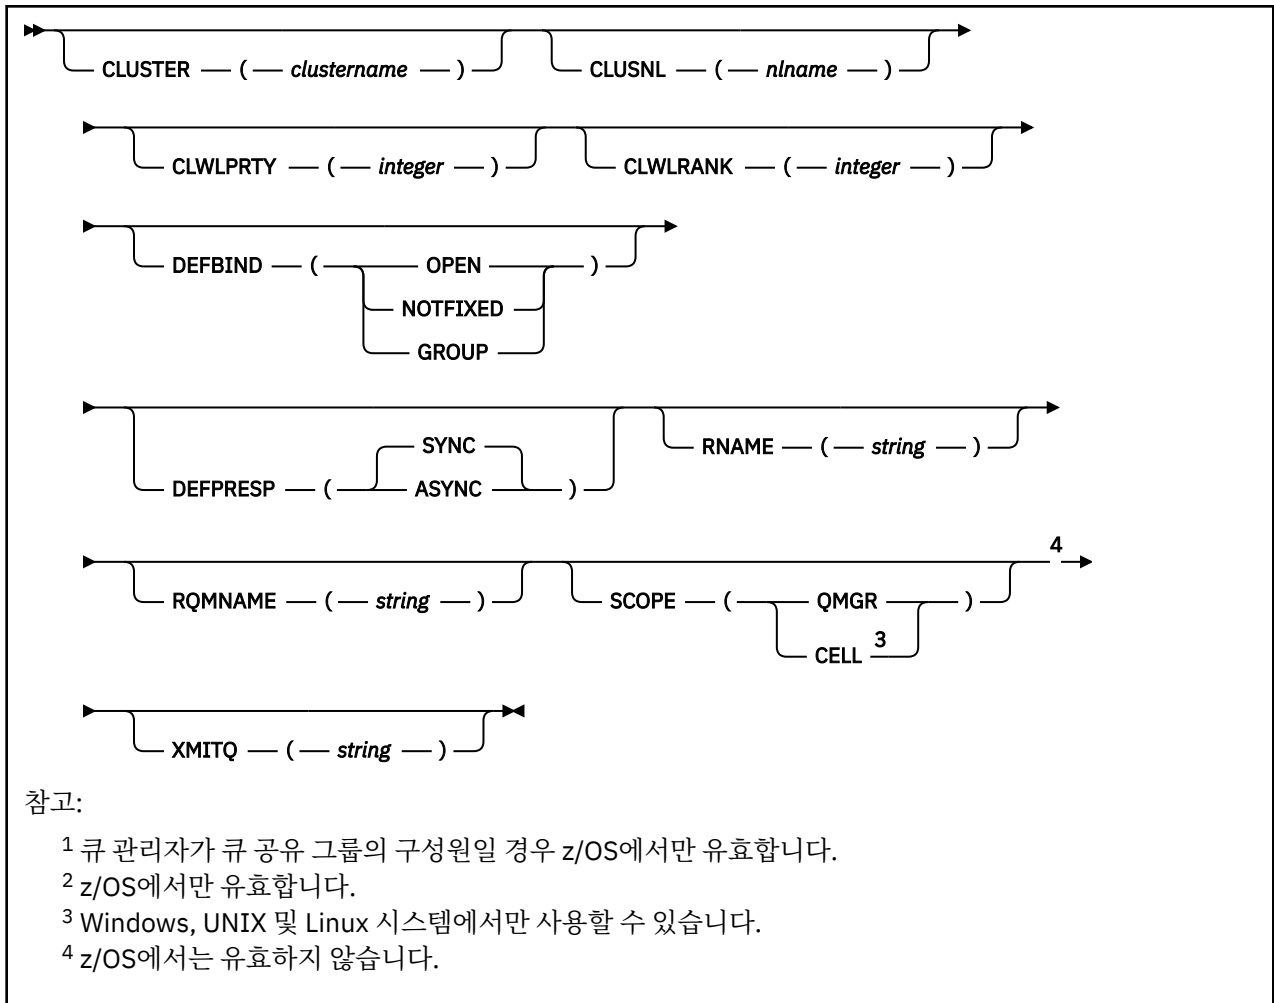 CLUSTER ( clustername ) CLUSNL ( nlname )
CLWLPRTY ( integer ) CLWLRANK ( integer )
DEFBIND ( OPEN )
NOTFIXED
GROUP
SYNC
RNAME ( string )
DEFPRESP ( ASYNC )
4
RQMNAME ( string ) SCOPE ( QMGR )
CELL 3
XMITQ ( string )
참고:
1 큐 관리자가 큐 공유 그룹의 구성원일 경우 z/OS에서만 유효합니다.
2 z/OS에서만 유효합니다.
3 Windows, UNIX 및 Linux 시스템에서만 사용할 수 있습니다.
4 z/OS에서는 유효하지 않습니다.